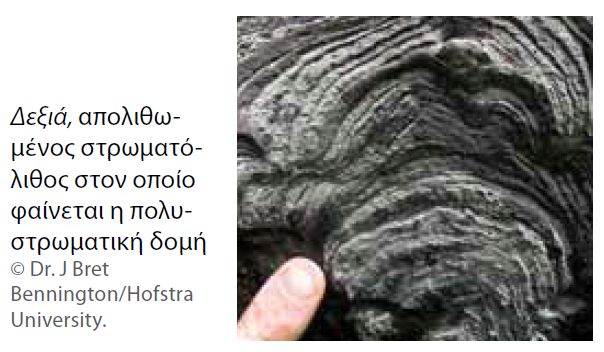 Δεξιά, απολιθω-
μένος στρωματό-
λιθος στον οποίο
φαίνεται η πολυ-
στρωματική δομή
© Dr. J Bret
Bennington/Hofstra
University.